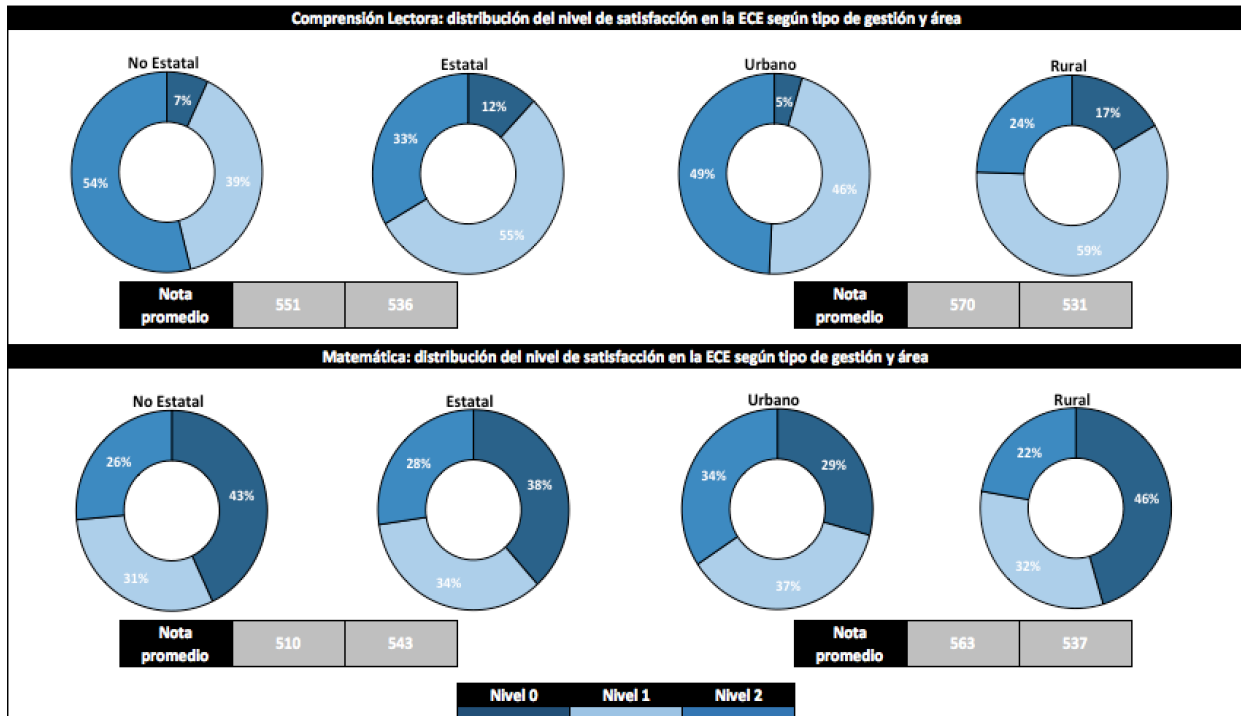 Comprensión Lectora: distribución del nivel de satisfacción en la ECE según tipo de gestión y área
No Estatal
Estatal
Urbano
Rural
7%
39%
54%
12%
55%
33%
5%
46%
49%
17%
59%
24%
Nota promedio
551
536
Nota promedio
570
531
Matemática: distribución del nivel de satisfacción en la ECE según tipo de gestión y área
No Estatal
Estatal
Urbano
Rural
43%
31%
26%
38%
34%
28%
29%
37%
34%
46%
32%
22%
Nota promedio
510
543
Nota promedio
563
537
Nivel 0
Nivel 1
Nivel 2